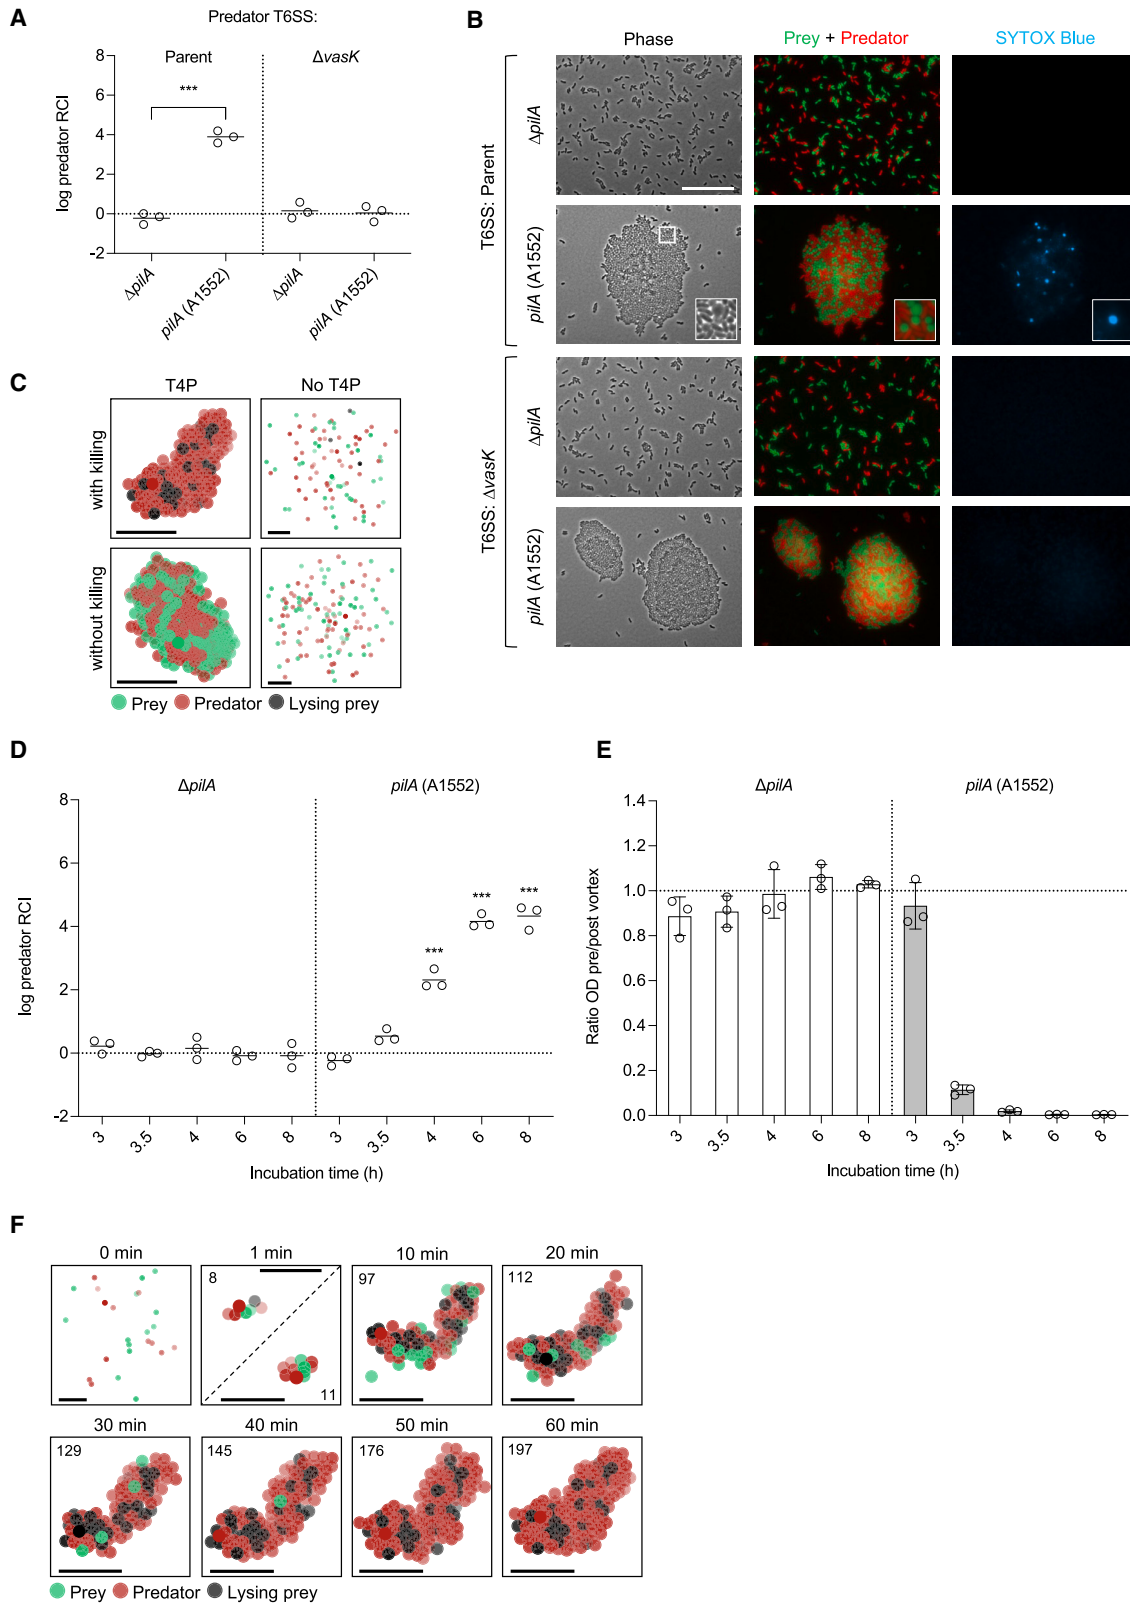 A
Predator T6SS:
Parent
ΔvasK
***
log predator RCI
8
6
4
2
0
-2
ΔpilA
pilA (A1552)
ΔpilA
pilA (A1552)
B
Phase
Prey + Predator
SYTOX Blue
T6SS: Parent
ΔpilA
pilA (A1552)
T6SS: ΔvasK
ΔpilA
pilA (A1552)
C
T4P
No T4P
with killing
without killing
Prey
Predator
Lysing prey
D
ΔpilA
pilA (A1552)
log predator RCI
8
6
4
2
0
-2
***
***
***
3
3.5
4
6
8
3
3.5
4
6
8
Incubation time (h)
E
ΔpilA
pilA (A1552)
Ratio OD pre/post vortex
1.4
1.2
1.0
0.8
0.6
0.4
0.2
0.0
3
3.5
4
6
8
3
3.5
4
6
8
Incubation time (h)
F
0 min
1 min
10 min
20 min
8
11
97
112
30 min
40 min
50 min
60 min
129
145
176
197
Prey
Predator
Lysing prey